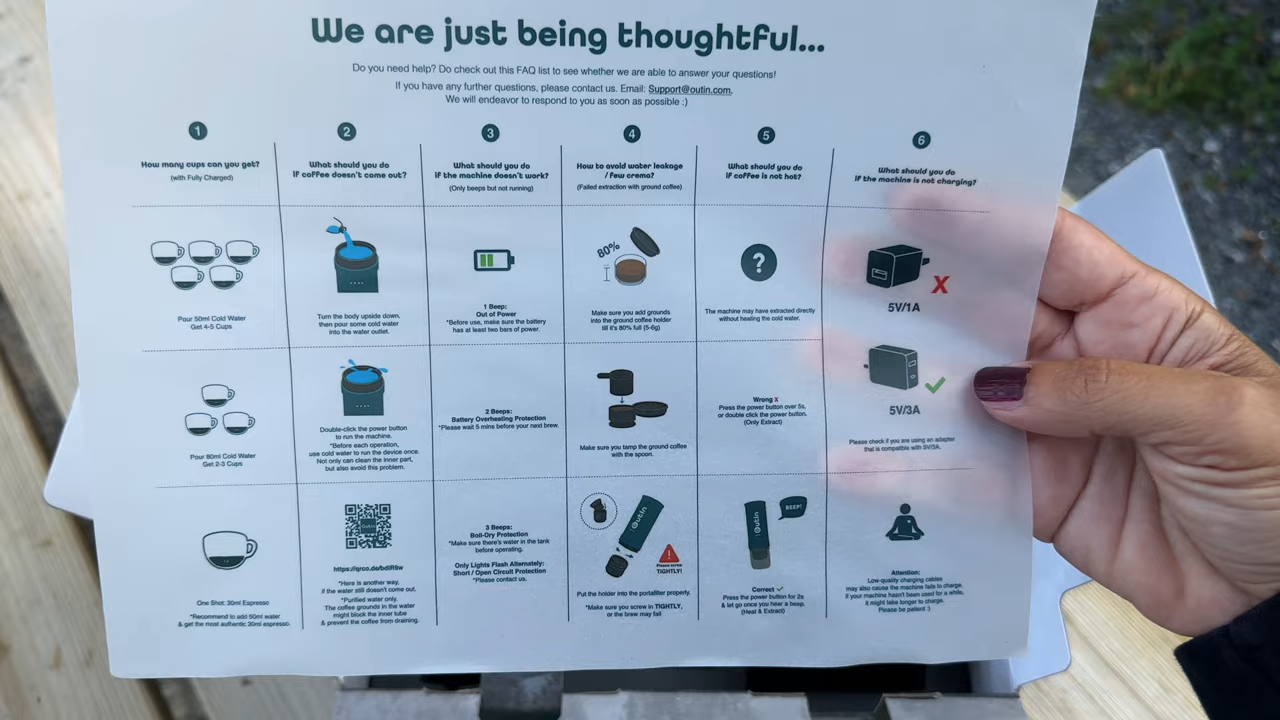 We are just being thoughtful...
Do you need help? Do check out this FAQ list to see whether we are able to answer your questions!
If you have any further questions, please contact us. Email: Support@outin.com,
We will endeavor to respond to you as soon as possible :)
1
How many cups can you get?
(with Fully Charged)
Pour 50ml Cold Water
Get 4-5 Cups
Pour 80ml Cold Water
Get 2-3 Cups
One Shot: 30ml Espresso
*Recommend to add 50ml water
& get the most authentic 30ml espresso.
2
What should you do
if coffee doesn't come out?
Turn the body upside down,
then pour some cold water
into the water outlet.
Double-click the power button
to run the machine.
*Before each operation,
use cold water to run the device once.
Not only can clean the inner part,
but also avoid this problem.
OutIn
https://qrco.de/bdlR9w
*Here is another way,
if the water still doesn't come out.
*Purified water only.
The coffee grounds in the water
might block the inner tube
& prevent the coffee from draining.
3
What should you do
if the machine doesn't work?
(Only beeps but not running)
1 Beep:
Out of Power
*Before use, make sure the battery
has at least two bars of power.
2 Beeps:
Battery Overheating Protection
*Please wait 5 mins before your next brew.
3 Beeps:
Boil-Dry Protection
*Make sure there's water in the tank
before operating.
Only Lights Flash Alternately:
Short / Open Circuit Protection
*Please contact us.
4
How to avoid water leakage
/ few crema?
(Failed extraction with ground coffee)
80%
Make sure you add grounds
into the ground coffee holder
till it's 80% full (5-6g)
Make sure you tamp the ground coffee
with the spoon.
OutIn
Please screw
TIGHTLY!
Put the holder into the portafilter properly.
*Make sure you screw in TIGHTLY,
or the brew may fail
5
What should you do
if coffee is not hot?
?
The machine may have extracted directly
without heating the cold water.
Wrong X
Press the power button over 5s,
or double click the power button.
(Only Extract)
OutIn
BEEP!
Correct ✓
Press the power button for 2s
& let go once you hear a beep.
(Heat & Extract)
6
What should you do
if the machine is not charging?
X
5V/1A
5V/3A
Please check if you are using an adapter
that is compatible with 5V/3A.
Attention:
Low-quality charging cables
may also cause the machine fails to charge.
If your machine hasn't been used for a while,
it might take longer to charge.
Please be patient :)